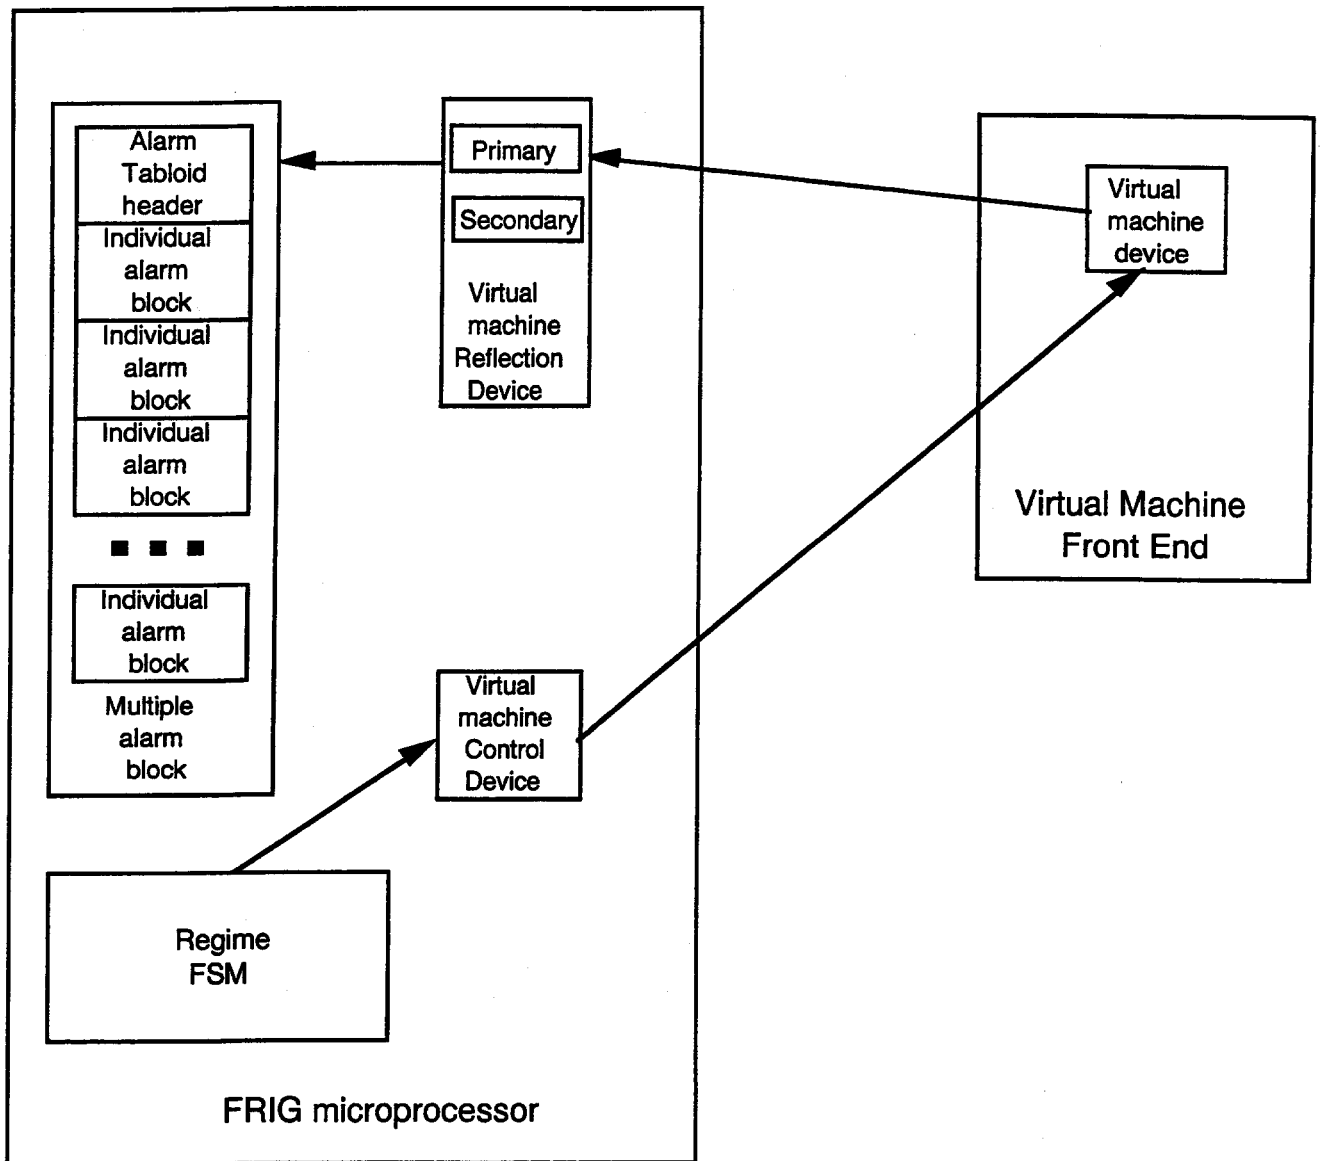 Alarm
Tabloid
header
Individual
alarm
block
Individual
alarm
block
Individual
alarm
block
Individual
alarm
block
Multiple
alarm
block
Primary
Secondary
Virtual
machine
Reflection
Device
Virtual
machine
device
Virtual Machine
Front End
Virtual
machine
Control
Device
Regime
FSM
FRIG microprocessor